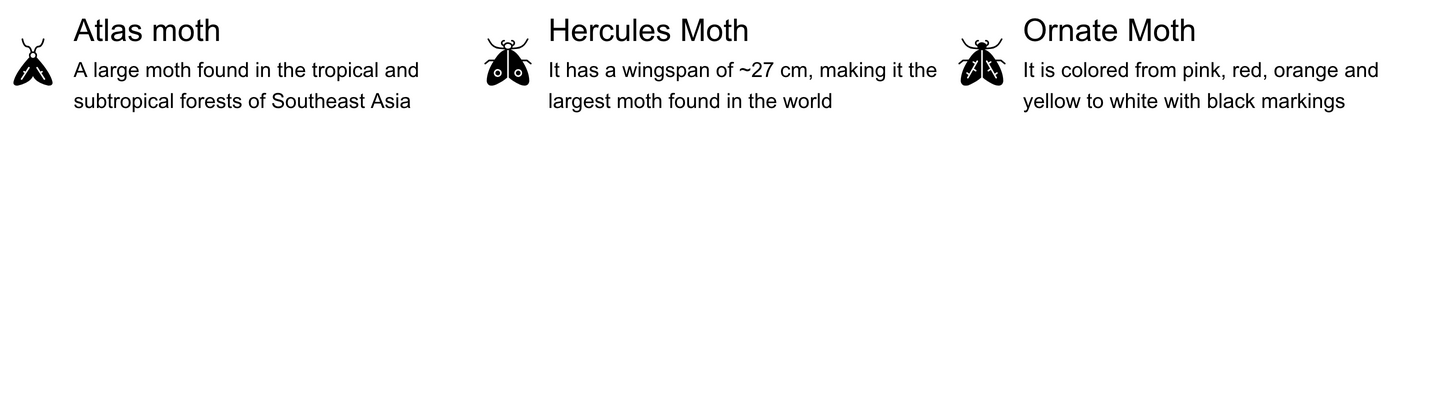 Atlas moth
A large moth found in the tropical and
subtropical forests of Southeast Asia
Hercules Moth
It has a wingspan of ~27 cm, making it the
largest moth found in the world
Ornate Moth
It is colored from pink, red, orange and
yellow to white with black markings